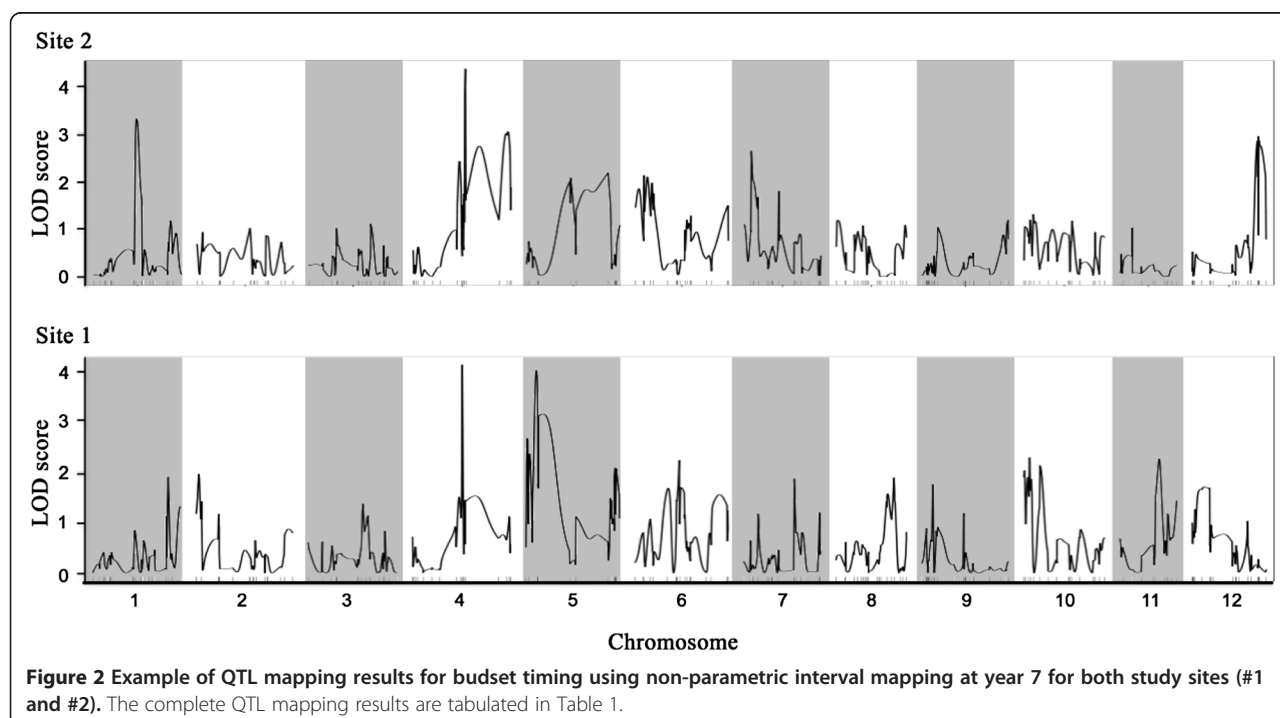 Site 2
4
3
2
1
0
LOD score
Site 1
4
3
2
1
0
LOD score
1 2 3 4 5 6 7 8 9 10 11 12
Chromosome
Figure 2 Example of QTL mapping results for budset timing using non-parametric interval mapping at year 7 for both study sites (#1
and #2). The complete QTL mapping results are tabulated in Table 1.